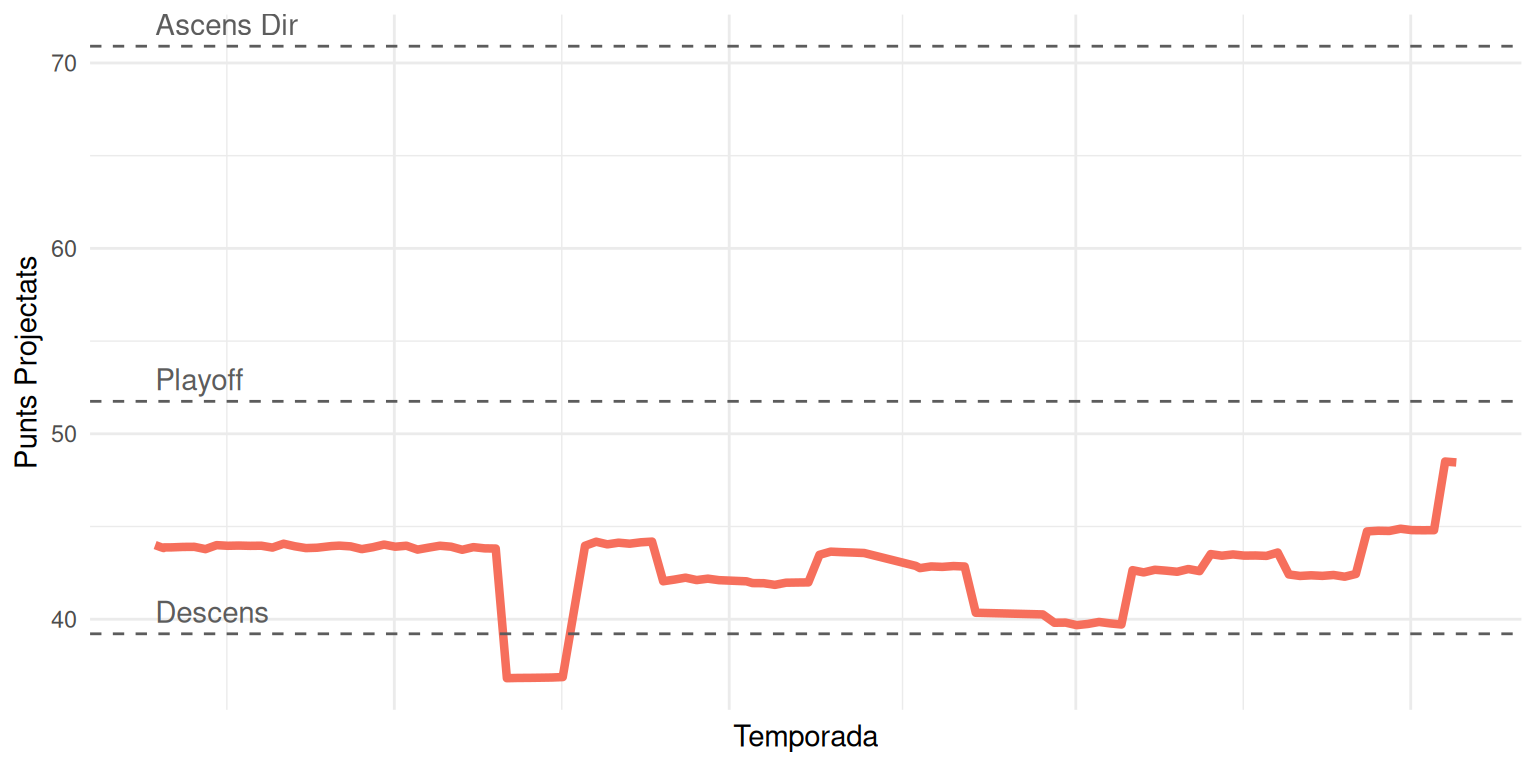 Ascens Dir
70
60
Playoff
50
Descens
40
Punts Projectats
Temporada